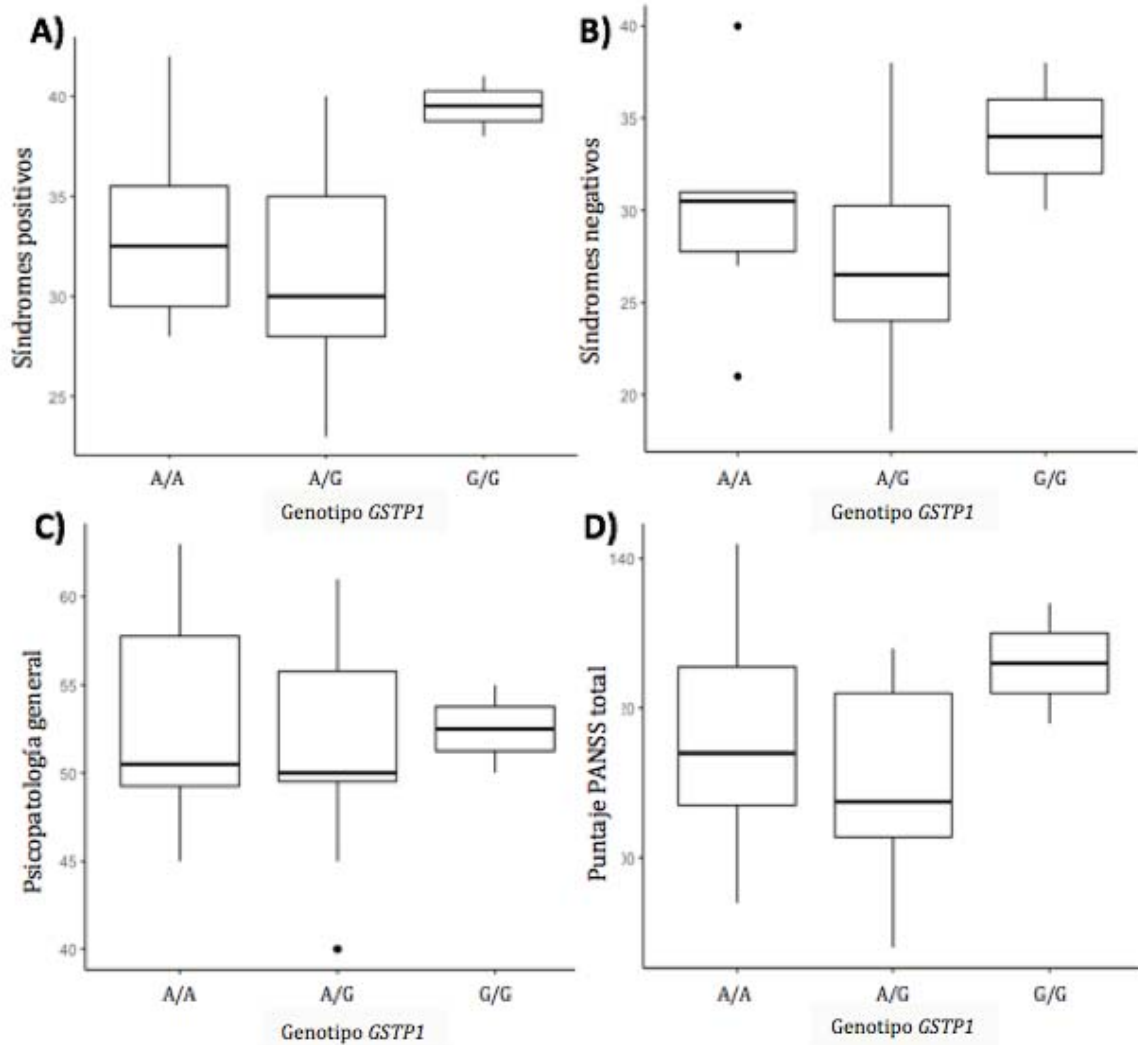 A)
Síndromes positivos
40
35
30
25
A/A A/G G/G
Genotipo GSTP1
B)
Síndromes negativos
40
35
30
25
20
A/A A/G G/G
Genotipo GSTP1
C)
Psicopatología general
60
55
50
45
40
A/A A/G G/G
Genotipo GSTP1
D)
Puntaje PANSS total
140
A/A A/G G/G
Genotipo GSTP1